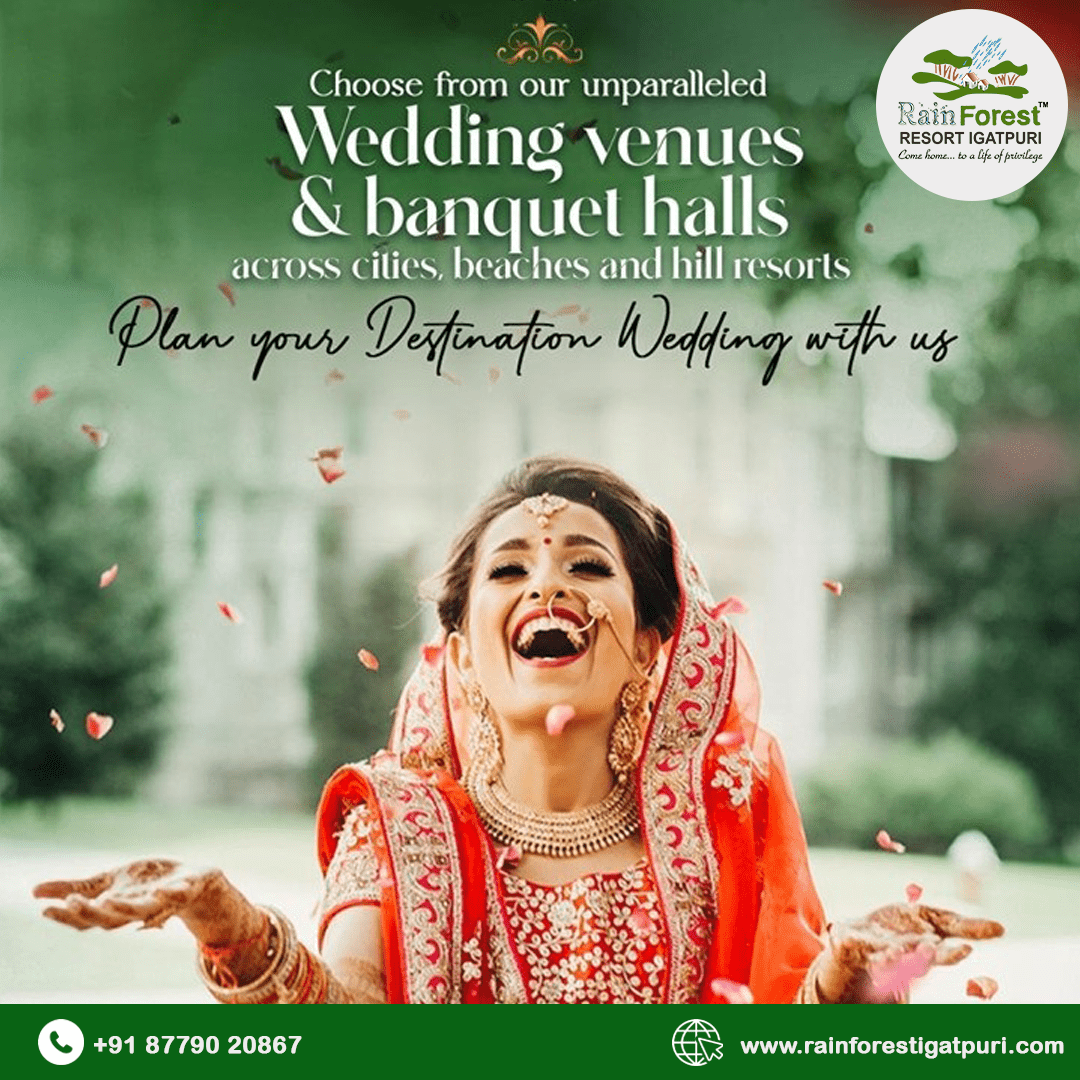 Choose from our unparalleled
Wedding venues
& banquet halls
across cities, beaches and hill resorts
Plan your Destination Wedding with us
Rain Forest™
RESORT IGATPURI
Come home... to a life of privilege
+91 87790 20867
www.rainforestigatpuri.com